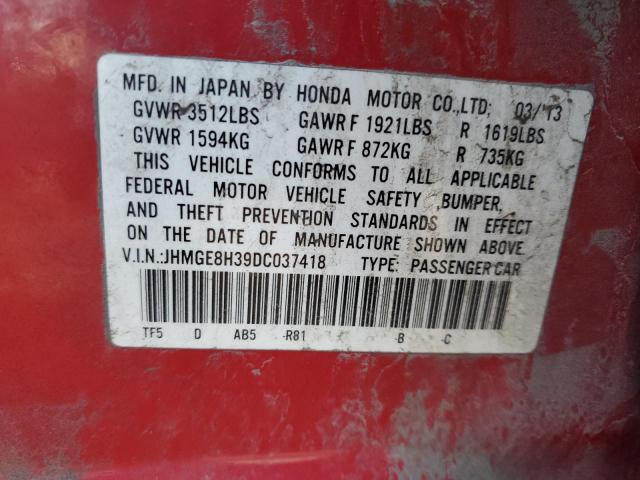 MFD. IN JAPAN BY HONDA MOTOR CO.,LTD; 03/'13
GVWR 3512LBS GAWR F 1921LBS R 1619LBS
GVWR 1594KG GAWR F 872KG R 735KG
THIS VEHICLE CONFORMS TO ALL APPLICABLE
FEDERAL MOTOR VEHICLE SAFETY ,BUMPER,
AND THEFT PREVENTION STANDARDS IN EFFECT
ON THE DATE OF MANUFACTURE SHOWN ABOVE.
V.I.N.:JHMGE8H39DC037418 TYPE: PASSENGER CAR
TF5 D AB5 -R81 -B -C